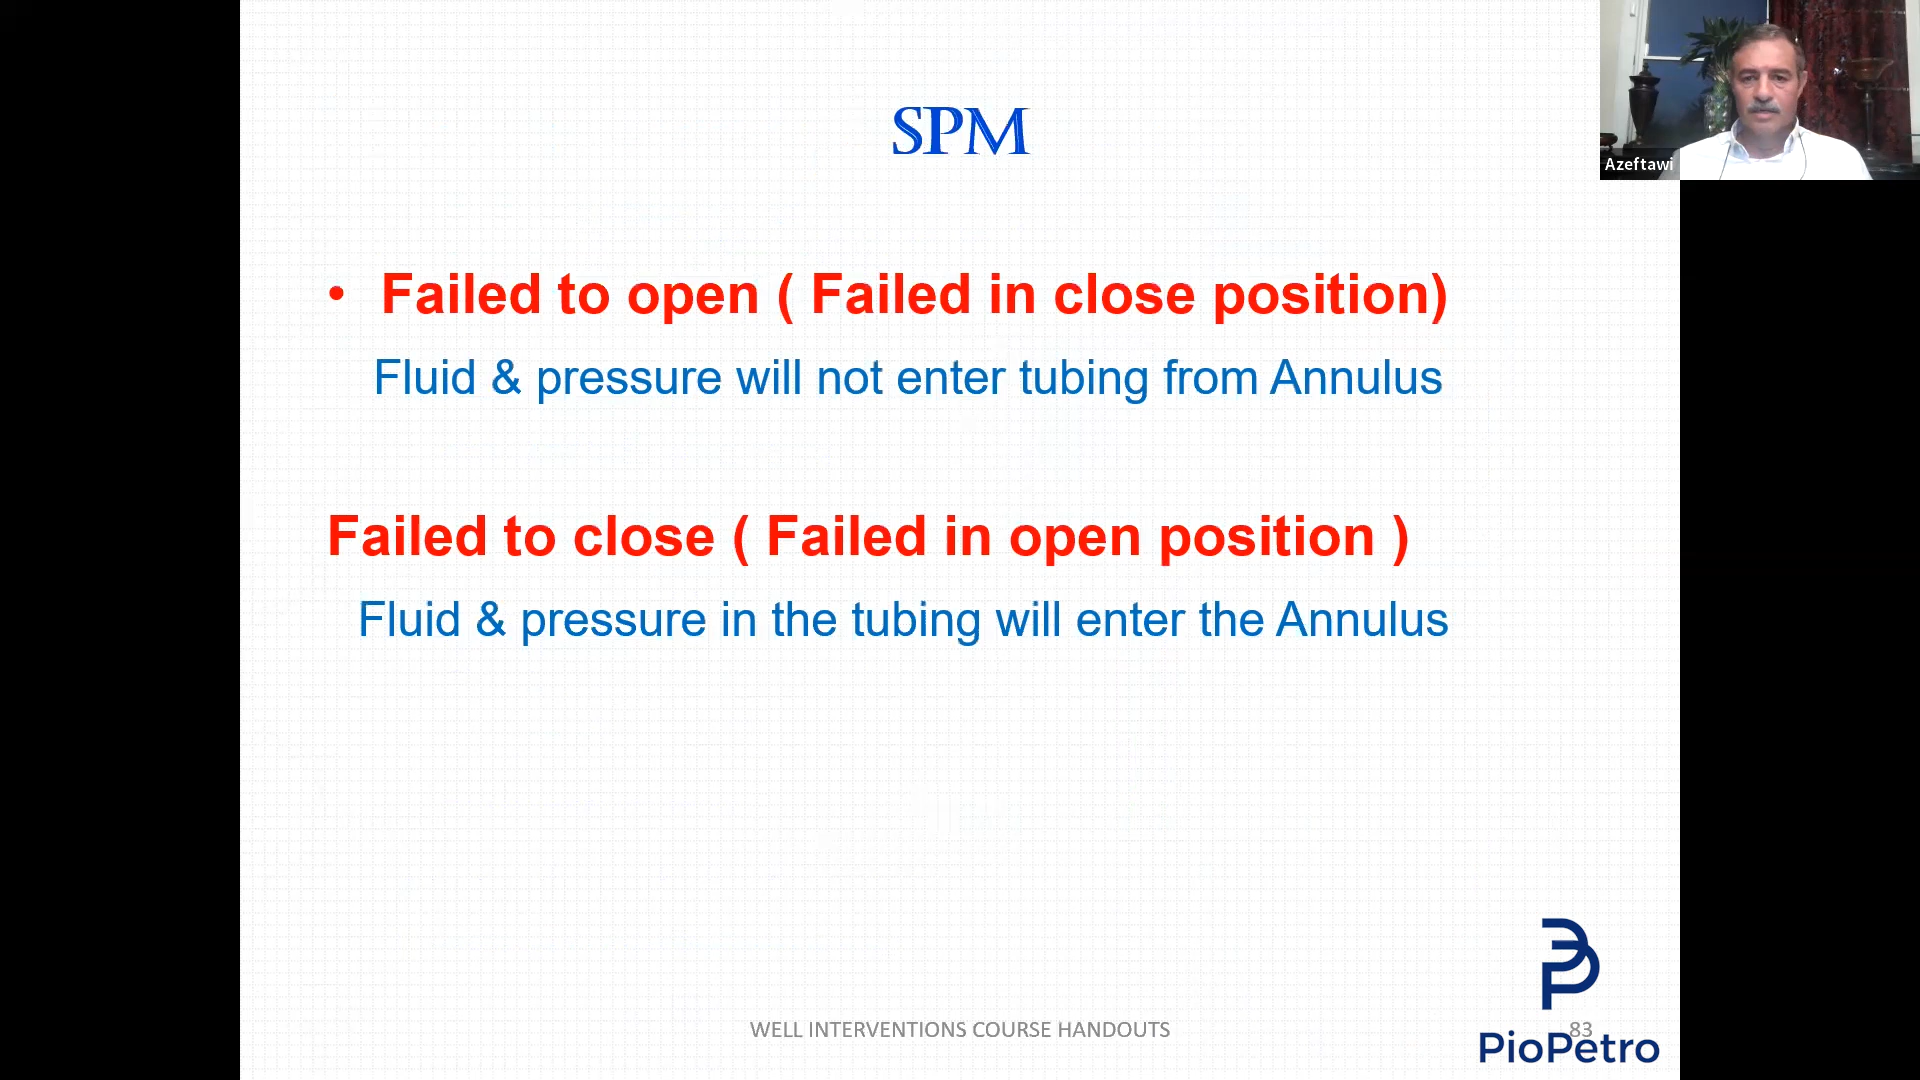 SPM
Azeftawi
• Failed to open ( Failed in close position)
Fluid & pressure will not enter tubing from Annulus
Failed to close ( Failed in open position )
Fluid & pressure in the tubing will enter the Annulus
WELL INTERVENTIONS COURSE HANDOUTS
83
PioPetro